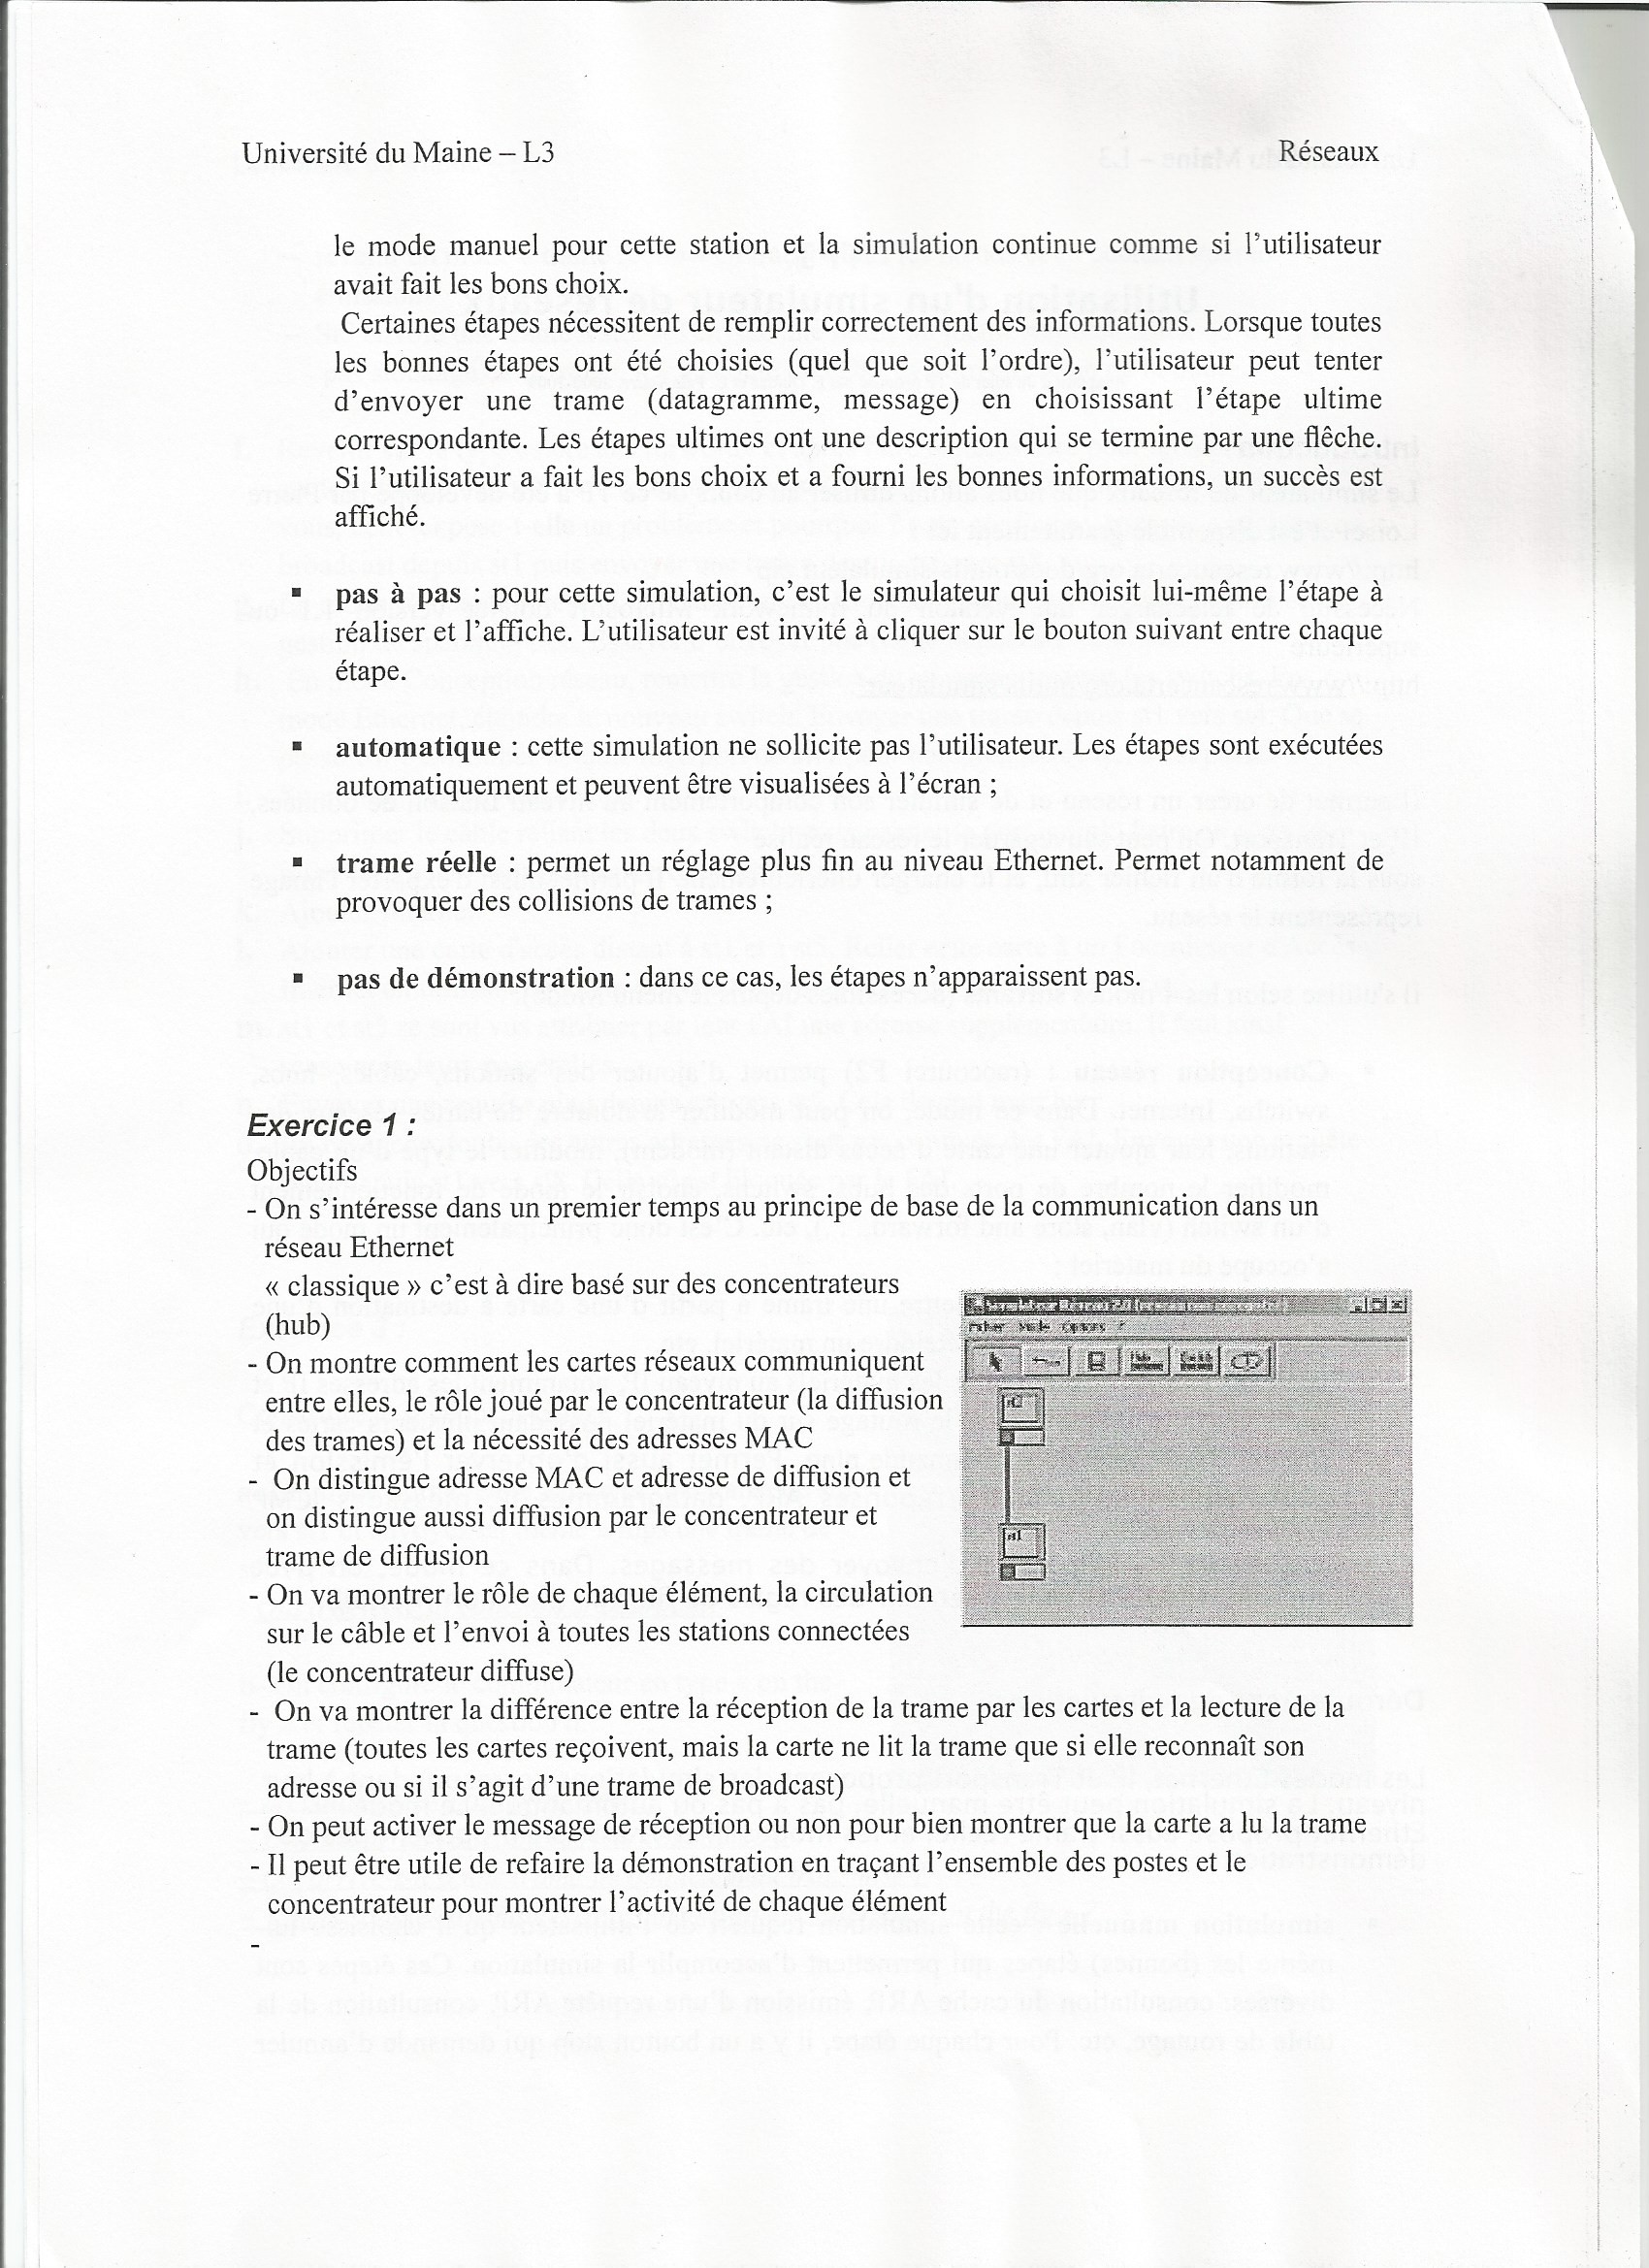 Université du Maine – L3
Réseaux
le mode manuel pour cette station et la simulation continue comme si l’utilisateur
avait fait les bons choix.
Certaines étapes nécessitent de remplir correctement des informations. Lorsque toutes
les bonnes étapes ont été choisies (quel que soit l’ordre), l’utilisateur peut tenter
d’envoyer une trame (datagramme, message) en choisissant l’étape ultime
correspondante. Les étapes ultimes ont une description qui se termine par une flêche.
Si l’utilisateur a fait les bons choix et a fourni les bonnes informations, un succès est
affiché.
▪ pas à pas : pour cette simulation, c’est le simulateur qui choisit lui-même l’étape à
réaliser et l’affiche. L’utilisateur est invité à cliquer sur le bouton suivant entre chaque
étape.
▪ automatique : cette simulation ne sollicite pas l’utilisateur. Les étapes sont exécutées
automatiquement et peuvent être visualisées à l’écran ;
▪ trame réelle : permet un réglage plus fin au niveau Ethernet. Permet notamment de
provoquer des collisions de trames ;
▪ pas de démonstration : dans ce cas, les étapes n’apparaissent pas.
Exercice 1 :
Objectifs
- On s’intéresse dans un premier temps au principe de base de la communication dans un
réseau Ethernet
« classique » c’est à dire basé sur des concentrateurs
(hub)
- On montre comment les cartes réseaux communiquent
entre elles, le rôle joué par le concentrateur (la diffusion
des trames) et la nécessité des adresses MAC
- On distingue adresse MAC et adresse de diffusion et
on distingue aussi diffusion par le concentrateur et
trame de diffusion
- On va montrer le rôle de chaque élément, la circulation
sur le câble et l’envoi à toutes les stations connectées
(le concentrateur diffuse)
- On va montrer la différence entre la réception de la trame par les cartes et la lecture de la
trame (toutes les cartes reçoivent, mais la carte ne lit la trame que si elle reconnaît son
adresse ou si il s’agit d’une trame de broadcast)
- On peut activer le message de réception ou non pour bien montrer que la carte a lu la trame
- Il peut être utile de refaire la démonstration en traçant l’ensemble des postes et le
concentrateur pour montrer l’activité de chaque élément
-